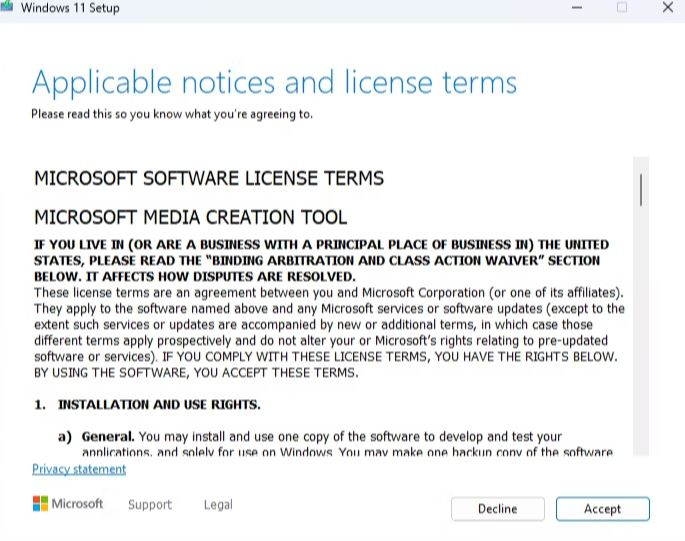 Windows 11 Setup
Applicable notices and license terms
Please read this so you know what you're agreeing to.
MICROSOFT SOFTWARE LICENSE TERMS
MICROSOFT MEDIA CREATION TOOL
IF YOU LIVE IN (OR ARE A BUSINESS WITH A PRINCIPAL PLACE OF BUSINESS IN) THE UNITED
STATES, PLEASE READ THE “BINDING ARBITRATION AND CLASS ACTION WAIVER” SECTION
BELOW. IT AFFECTS HOW DISPUTES ARE RESOLVED.
These license terms are an agreement between you and Microsoft Corporation (or one of its affiliates).
They apply to the software named above and any Microsoft services or software updates (except to the
extent such services or updates are accompanied by new or additional terms, in which case those
different terms apply prospectively and do not alter your or Microsoft’s rights relating to pre-updated
software or services). IF YOU COMPLY WITH THESE LICENSE TERMS, YOU HAVE THE RIGHTS BELOW.
BY USING THE SOFTWARE, YOU ACCEPT THESE TERMS.
1. INSTALLATION AND USE RIGHTS.
a) General. You may install and use one copy of the software to develop and test your
applications, and solely for use on Windows. You may make one backup copy of the software
Privacy statement
Microsoft
Support
Legal
Decline
Accept